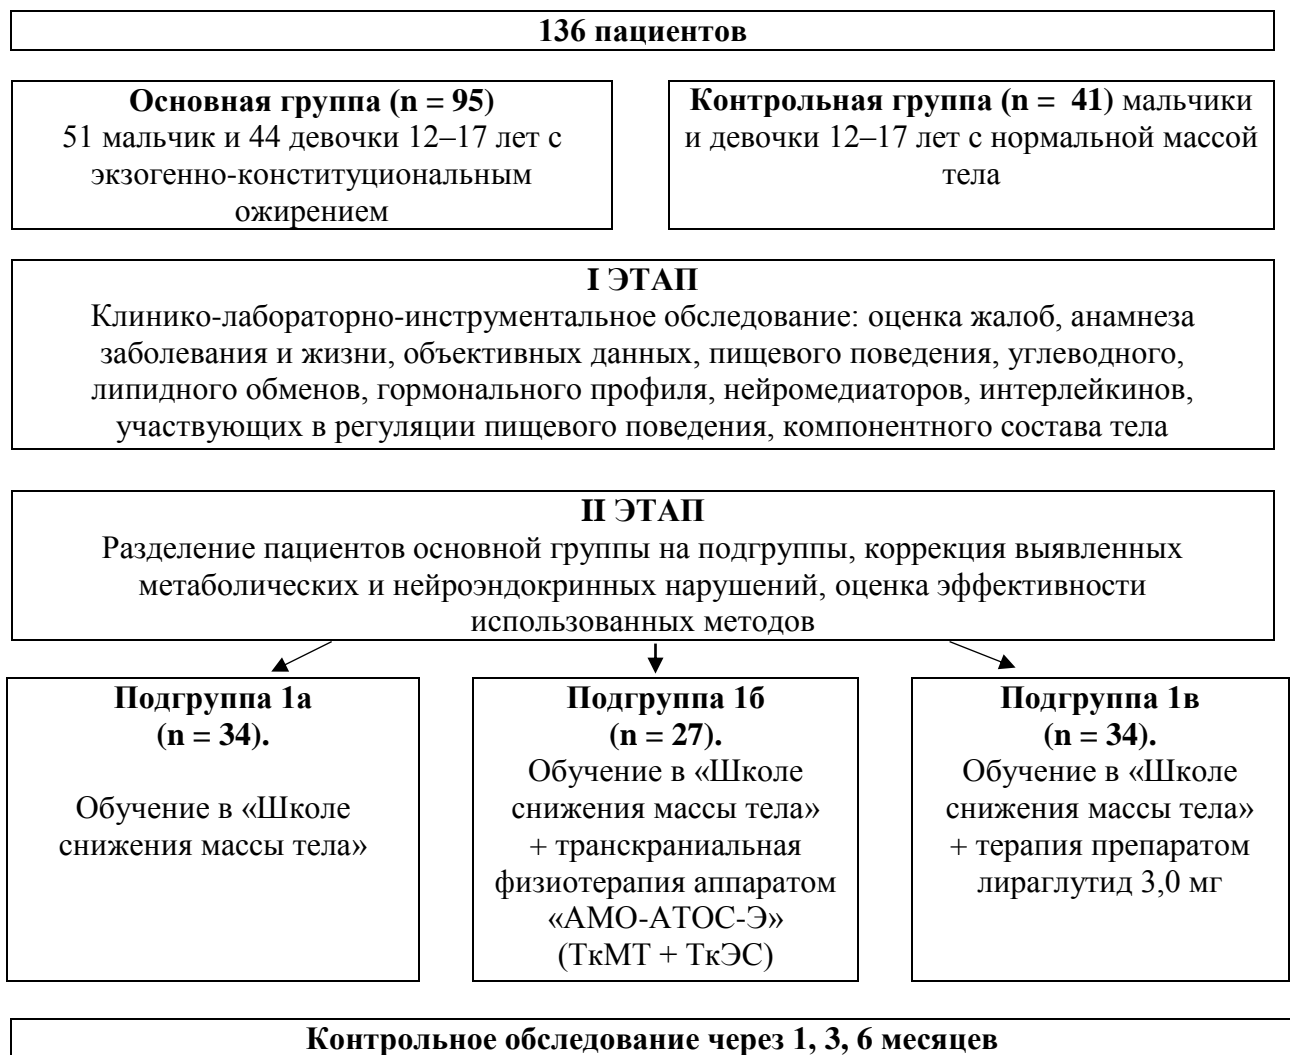 136 пациентов
Основная группа (n = 95)
51 мальчик и 44 девочки 12–17 лет с
экзогенно-конституциональным
ожирением
Контрольная группа (n = 41) мальчики
и девочки 12–17 лет с нормальной массой
тела
I ЭТАП
Клинико-лабораторно-инструментальное обследование: оценка жалоб, анамнеза
заболевания и жизни, объективных данных, пищевого поведения, углеводного,
липидного обменов, гормонального профиля, нейромедиаторов, интерлейкинов,
участвующих в регуляции пищевого поведения, компонентного состава тела
II ЭТАП
Разделение пациентов основной группы на подгруппы, коррекция выявленных
метаболических и нейроэндокринных нарушений, оценка эффективности
использованных методов
Подгруппа 1а
(n = 34).
Обучение в «Школе
снижения массы тела»
Подгруппа 1б
(n = 27).
Обучение в «Школе
снижения массы тела»
+ транскраниальная
физиотерапия аппаратом
«АМО-АТОС-Э»
(ТкМТ + ТкЭС)
Подгруппа 1в
(n = 34).
Обучение в «Школе
снижения массы тела»
+ терапия препаратом
лираглутид 3,0 мг
Контрольное обследование через 1, 3, 6 месяцев